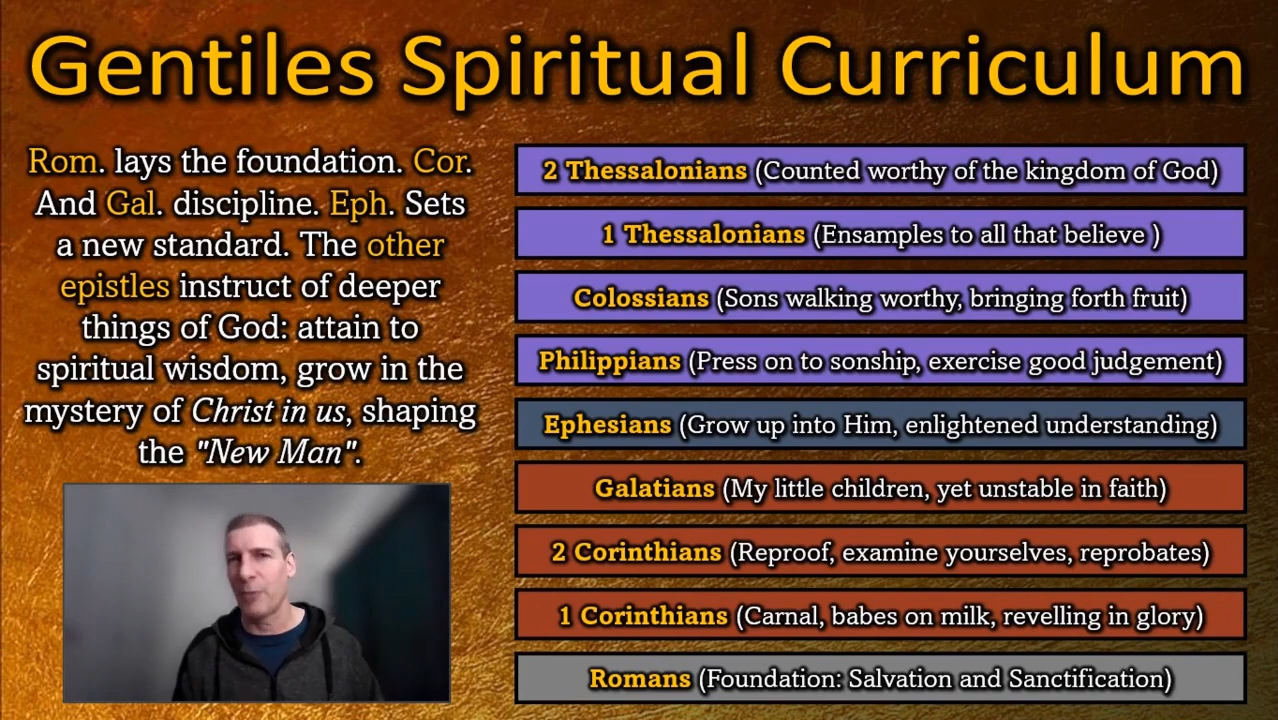 Gentiles Spiritual Curriculum
Rom. lays the foundation. Cor.
And Gal. discipline. Eph. Sets
a new standard. The other
epistles instruct of deeper
things of God: attain to
spiritual wisdom, grow in the
mystery of Christ in us, shaping
the "New Man".
2 Thessalonians (Counted worthy of the kingdom of God)
1 Thessalonians (Ensamples to all that believe )
Colossians (Sons walking worthy, bringing forth fruit)
Philippians (Press on to sonship, exercise good judgement)
Ephesians (Grow up into Him, enlightened understanding)
Galatians (My little children, yet unstable in faith)
2 Corinthians (Reproof, examine yourselves, reprobates)
1 Corinthians (Carnal, babes on milk, revelling in glory)
Romans (Foundation: Salvation and Sanctification)